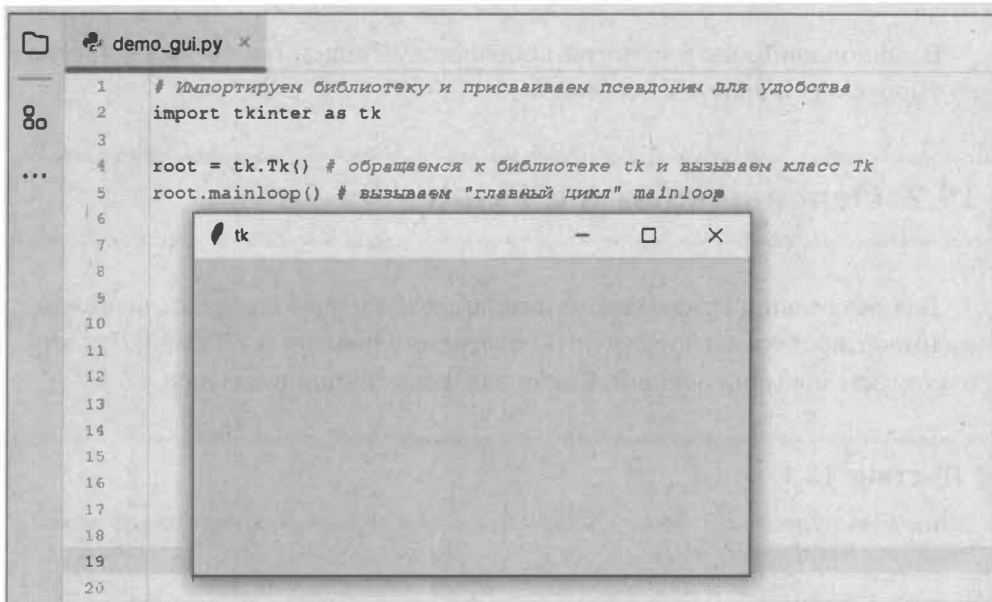 demo_gui.py ×
1 # Импортируем библиотеку и присваиваем псевдоним для удобства
2 import tkinter as tk
3
4 root = tk.Tk() # обращаемся к библиотеке tk и вызываем класс Tk
5 root.mainloop() # вызываем "главный цикл" mainloop
6
tk
7
8
9
10
11
12
13
14
15
16
17
18
19
20